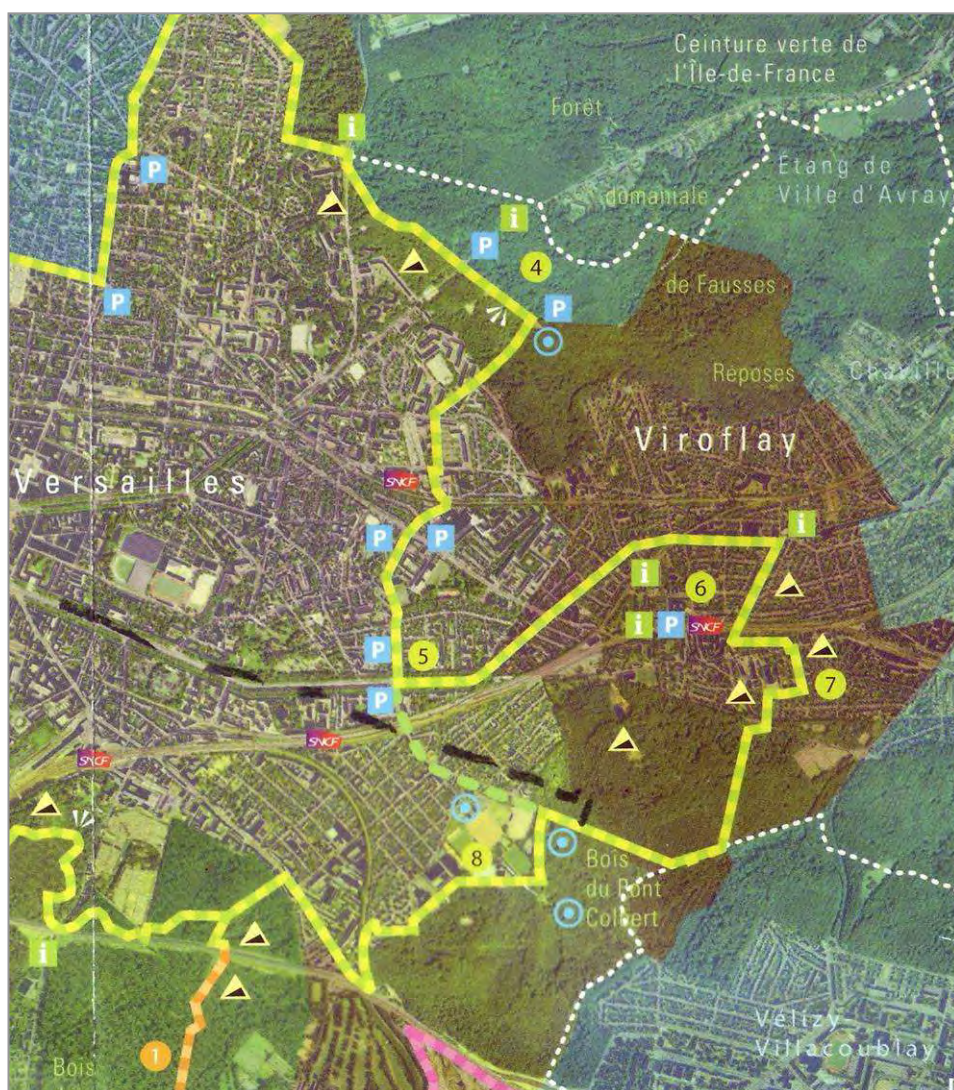 Ceinture verte de
l'Île-de-France
Forêt
i
P
domaniale
Étang de
Ville d'Avray
i
P
4
P
P
de Fausses
Reposes
Chaville
Viroflay
Versailles
SNCF
P
P
i
i
6
i
P
SNCF
P
5
P
7
SNCF
SNCF
8
Bois
du Pont
Colbert
i
1
Bois
Vélizy-
Villacoublay